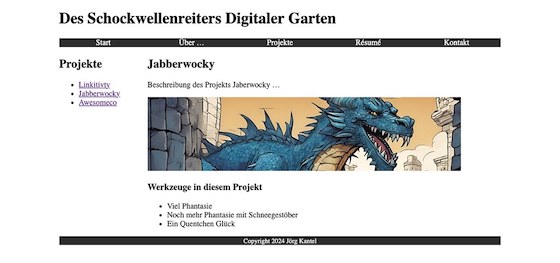 Des Schockwellenreiters Digitaler Garten
Start Über … Projekte Résumé Kontakt
Projekte
Linkitivty
Jabberwocky
Awesomeco
Jabberwocky
Beschreibung des Projekts Jaberwocky …
Werkzeuge in diesem Projekt
Viel Phantasie
Noch mehr Phantasie mit Schneegestöber
Ein Quentchen Glück
Copyright 2024 Jörg Kantel